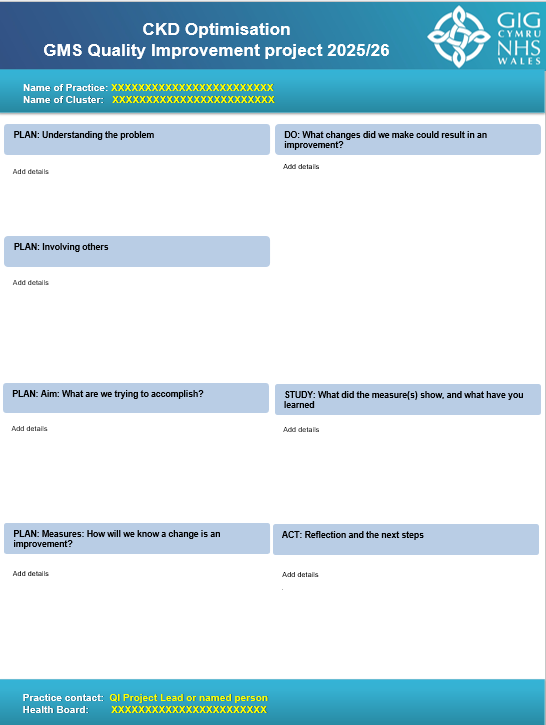 CKD Optimisation
GMS Quality Improvement project 2025/26
GIG
CYMRU
NHS
WALES
Name of Practice: XXXXXXXXXXXXXXXXXXXXXXXX
Name of Cluster: XXXXXXXXXXXXXXXXXXXXXXXX
PLAN: Understanding the problem
Add details
PLAN: Involving others
Add details
PLAN: Aim: What are we trying to accomplish?
Add details
PLAN: Measures: How will we know a change is an
improvement?
Add details
DO: What changes did we make could result in an
improvement?
Add details
STUDY: What did the measure(s) show, and what have you
learned
Add details
ACT: Reflection and the next steps
Add details
.
Practice contact: QI Project Lead or named person
Health Board: XXXXXXXXXXXXXXXXXXXXXXX